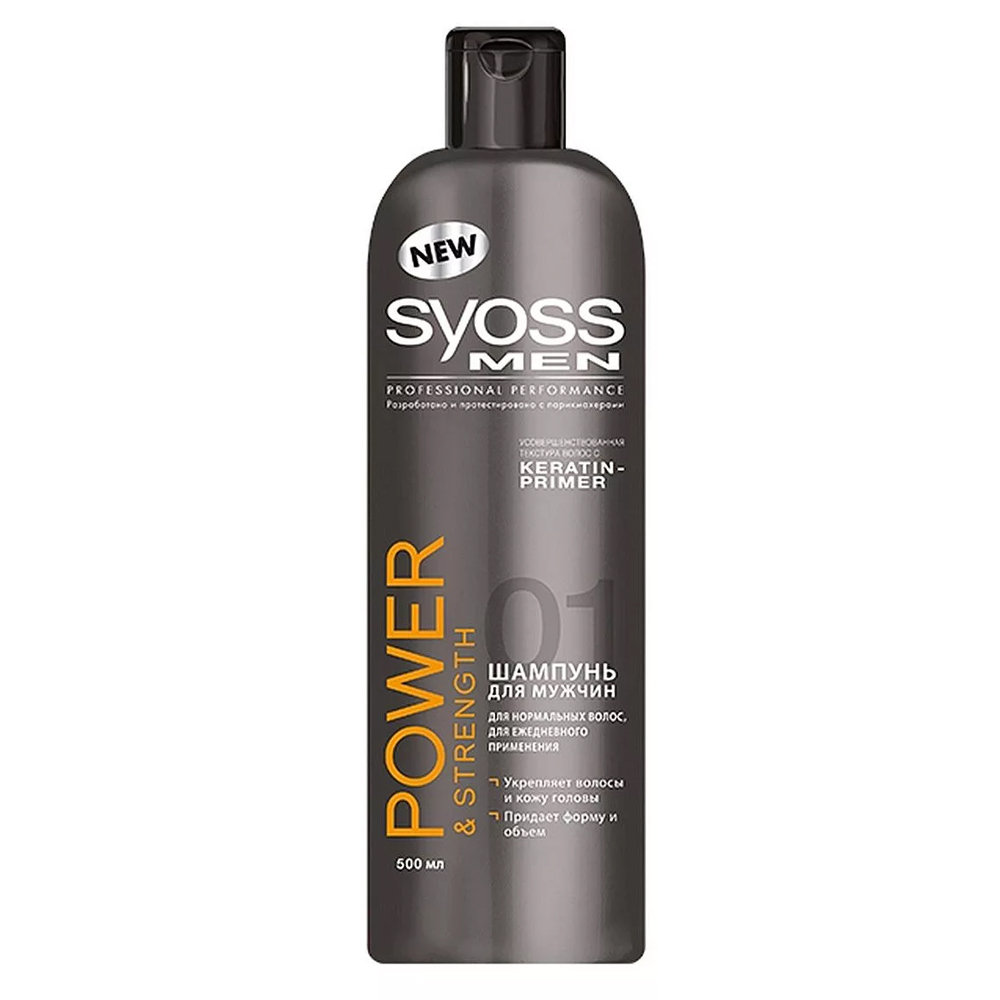 NEW
syoss
MEN
PROFESSIONAL PERFORMANCE
Разработано и протестировано с парикмахерами
УСОВЕРШЕНСТВОВАННАЯ
ТЕКСТУРА ВОЛОС С
KERATIN-
PRIMER
POWER
& STRENGTH
01
ШАМПУНЬ
ДЛЯ МУЖЧИН
ДЛЯ НОРМАЛЬНЫХ ВОЛОС,
ДЛЯ ЕЖЕДНЕВНОГО
ПРИМЕНЕНИЯ
Укрепляет волосы
и кожу головы
Придает форму и
объем
500 мл